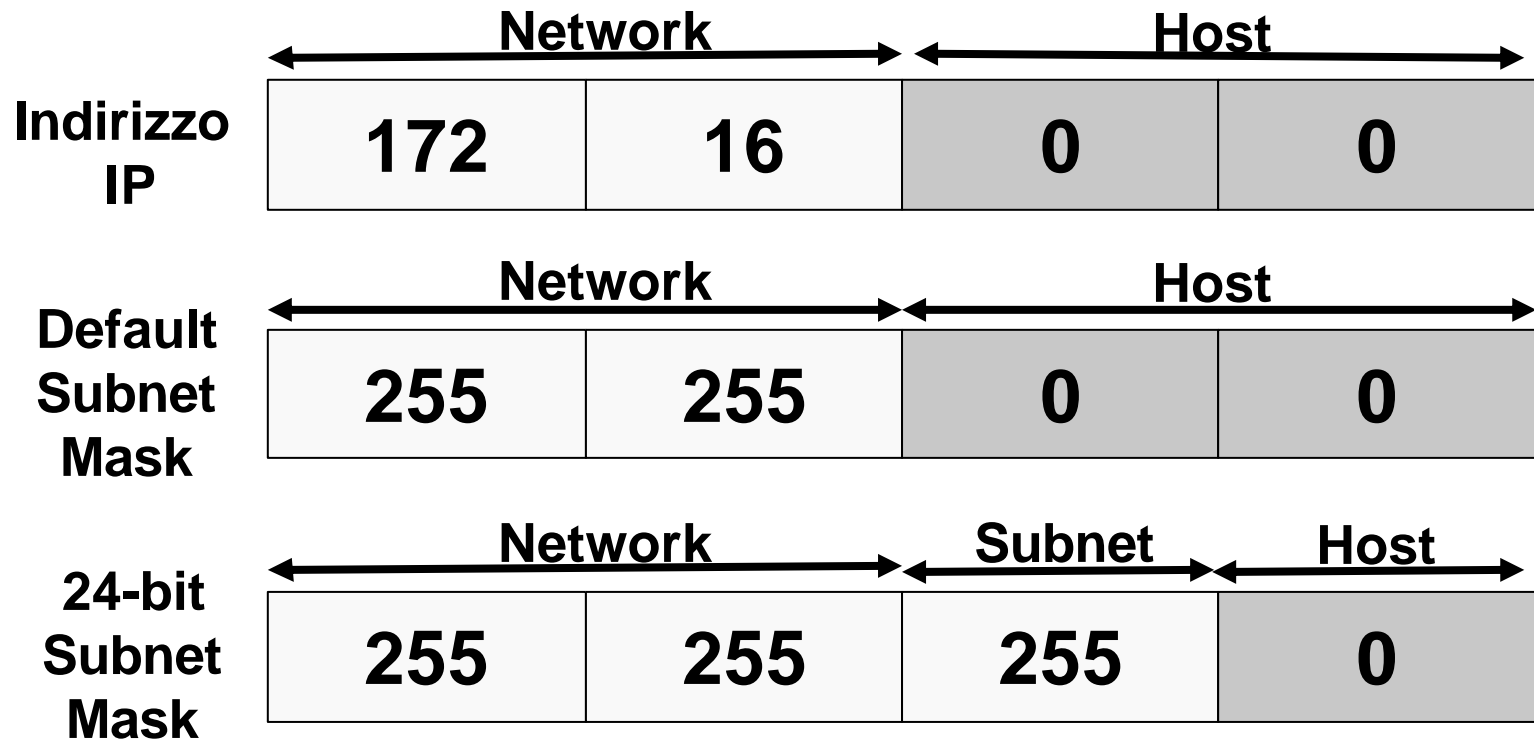 Network Host
Indirizzo
IP
172 16 0 0
Network Host
Default
Subnet
Mask
255 255 0 0
Network Subnet Host
24-bit
Subnet
Mask
255 255 255 0